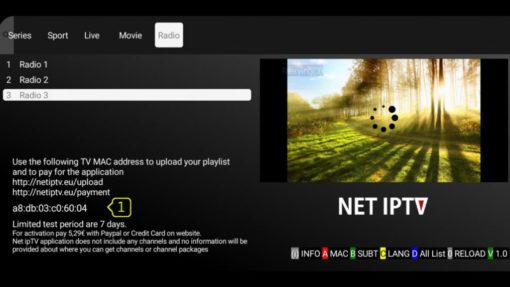 Series Sport Live Movie Radio
1 Radio 1
2 Radio 2
3 Radio 3
Use the following TV MAC address to upload your playlist
and to pay for the application
http://netiptv.eu/upload
http://netiptv.eu/payment
a8:db:03:c0:60:04
1
Limited test period are 7 days.
For activation pay 5,29€ with Paypal or Credit Card on website.
Net ipTV application does not include any channels and no information will be
provided about where you can get channels or channel packages
NET IPTV
(i) INFO A MAC B SUBT C LANG D All List 0 RELOAD V 1.0